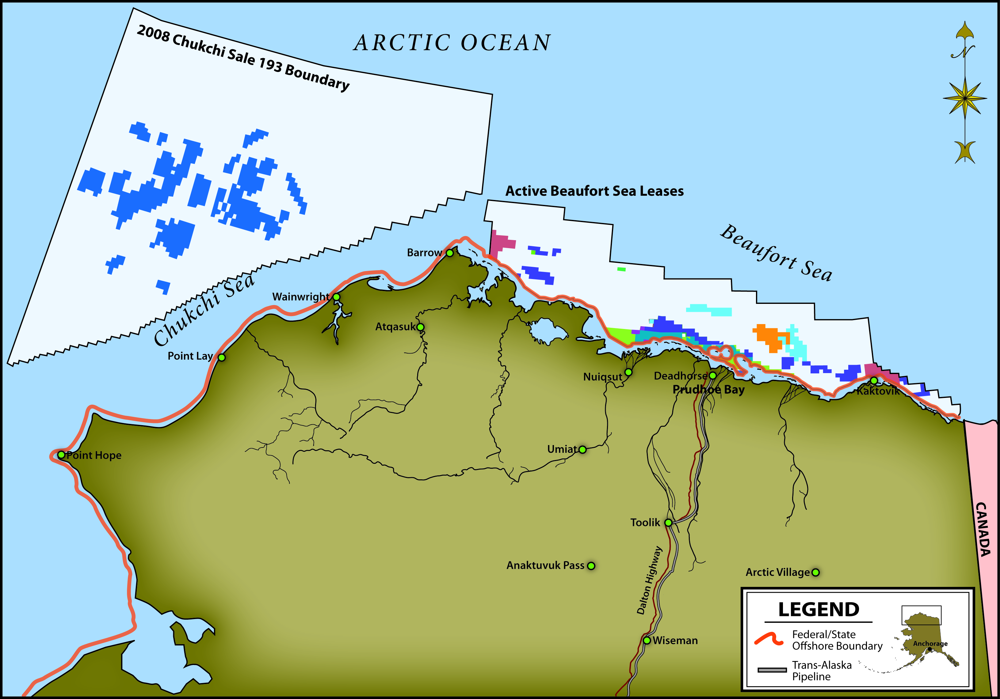 2008 Chukchi Sale 193 Boundary
ARCTIC OCEAN
N
Active Beaufort Sea Leases
Beaufort Sea
Chukchi Sea
Barrow
Wainwright
Atqasuk
Point Lay
Nuiqsut
Deadhorse
Prudhoe Bay
Kaktovik
Point Hope
Umiat
Toolik
Anaktuvuk Pass
Dalton Highway
Arctic Village
Wiseman
CANADA
LEGEND
Federal/State
Offshore Boundary
Trans-Alaska
Pipeline
Anchorage